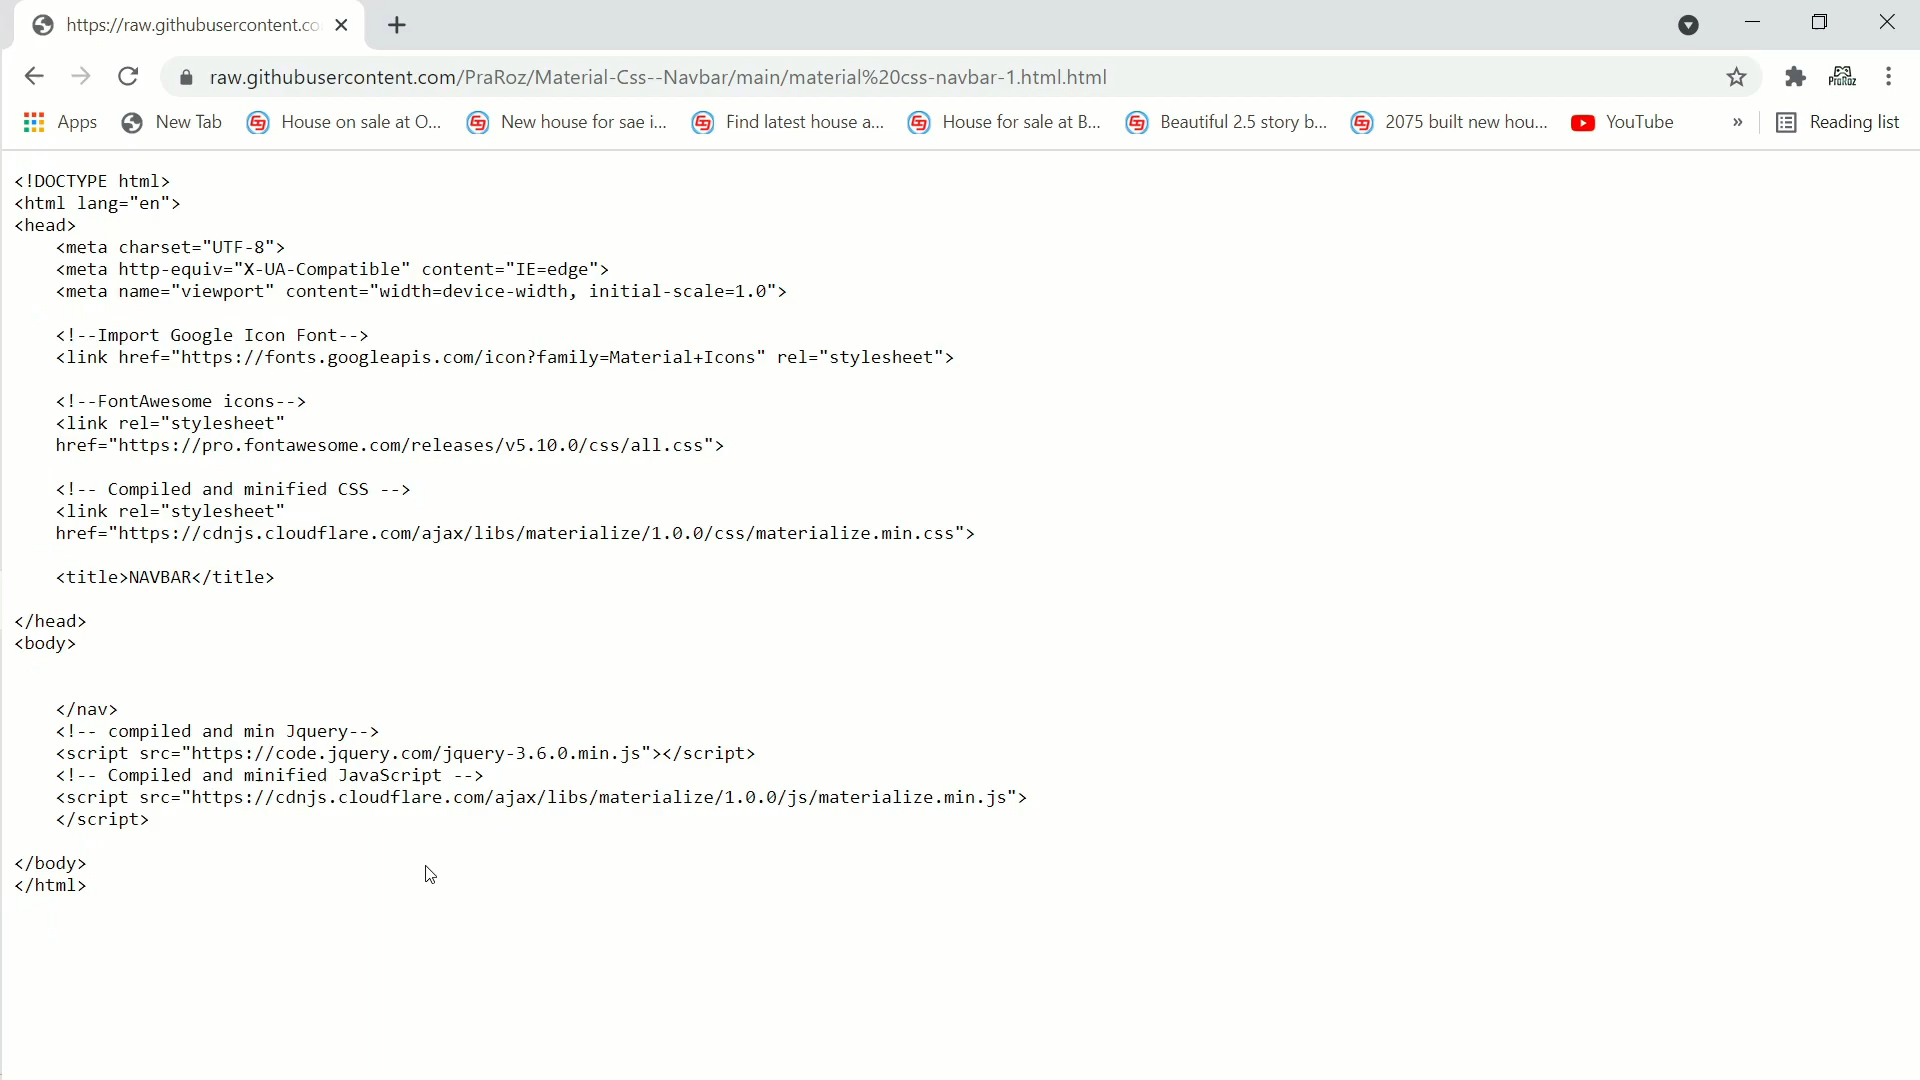 https://raw.githubusercontent.co
raw.githubusercontent.com/PraRoz/Material-Css--Navbar/main/material%20css-navbar-1.html.html
Apps New Tab House on sale at O... New house for sae i... Find latest house a... House for sale at B... Beautiful 2.5 story b... 2075 built new hou... YouTube » Reading list
<!DOCTYPE html>
<html lang="en">
<head>
    <meta charset="UTF-8">
    <meta http-equiv="X-UA-Compatible" content="IE=edge">
    <meta name="viewport" content="width=device-width, initial-scale=1.0">
    <!--Import Google Icon Font-->
    <link href="https://fonts.googleapis.com/icon?family=Material+Icons" rel="stylesheet">
    <!--FontAwesome icons-->
    <link rel="stylesheet"
    href="https://pro.fontawesome.com/releases/v5.10.0/css/all.css">
    <!-- Compiled and minified CSS -->
    <link rel="stylesheet"
    href="https://cdnjs.cloudflare.com/ajax/libs/materialize/1.0.0/css/materialize.min.css">
    <title>NAVBAR</title>
</head>
<body>
    </nav>
    <!-- compiled and min Jquery-->
    <script src="https://code.jquery.com/jquery-3.6.0.min.js"></script>
    <!-- Compiled and minified JavaScript -->
    <script src="https://cdnjs.cloudflare.com/ajax/libs/materialize/1.0.0/js/materialize.min.js">
    </script>
</body>
</html>